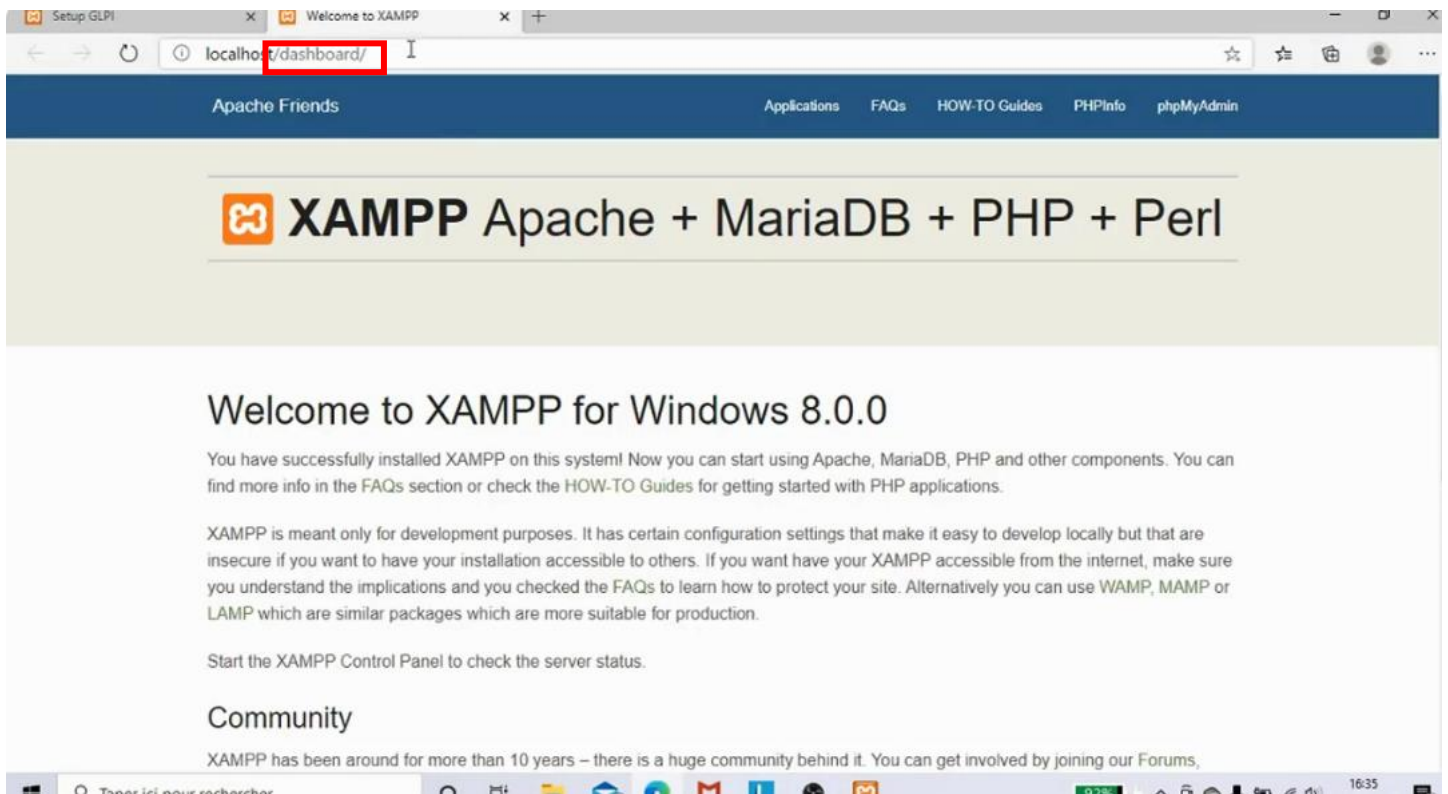 Setup GLPI
Welcome to XAMPP
localhost/dashboard/
Apache Friends
Applications
FAQs
HOW-TO Guides
PHPInfo
phpMyAdmin
XAMPP Apache + MariaDB + PHP + Perl
Welcome to XAMPP for Windows 8.0.0
You have successfully installed XAMPP on this system! Now you can start using Apache, MariaDB, PHP and other components. You can
find more info in the FAQs section or check the HOW-TO Guides for getting started with PHP applications.
XAMPP is meant only for development purposes. It has certain configuration settings that make it easy to develop locally but that are
insecure if you want to have your installation accessible to others. If you want have your XAMPP accessible from the internet, make sure
you understand the implications and you checked the FAQs to learn how to protect your site. Alternatively you can use WAMP, MAMP or
LAMP which are similar packages which are more suitable for production.
Start the XAMPP Control Panel to check the server status.
Community
XAMPP has been around for more than 10 years – there is a huge community behind it. You can get involved by joining our Forums,
Taper ici pour rechercher
92%
16:35